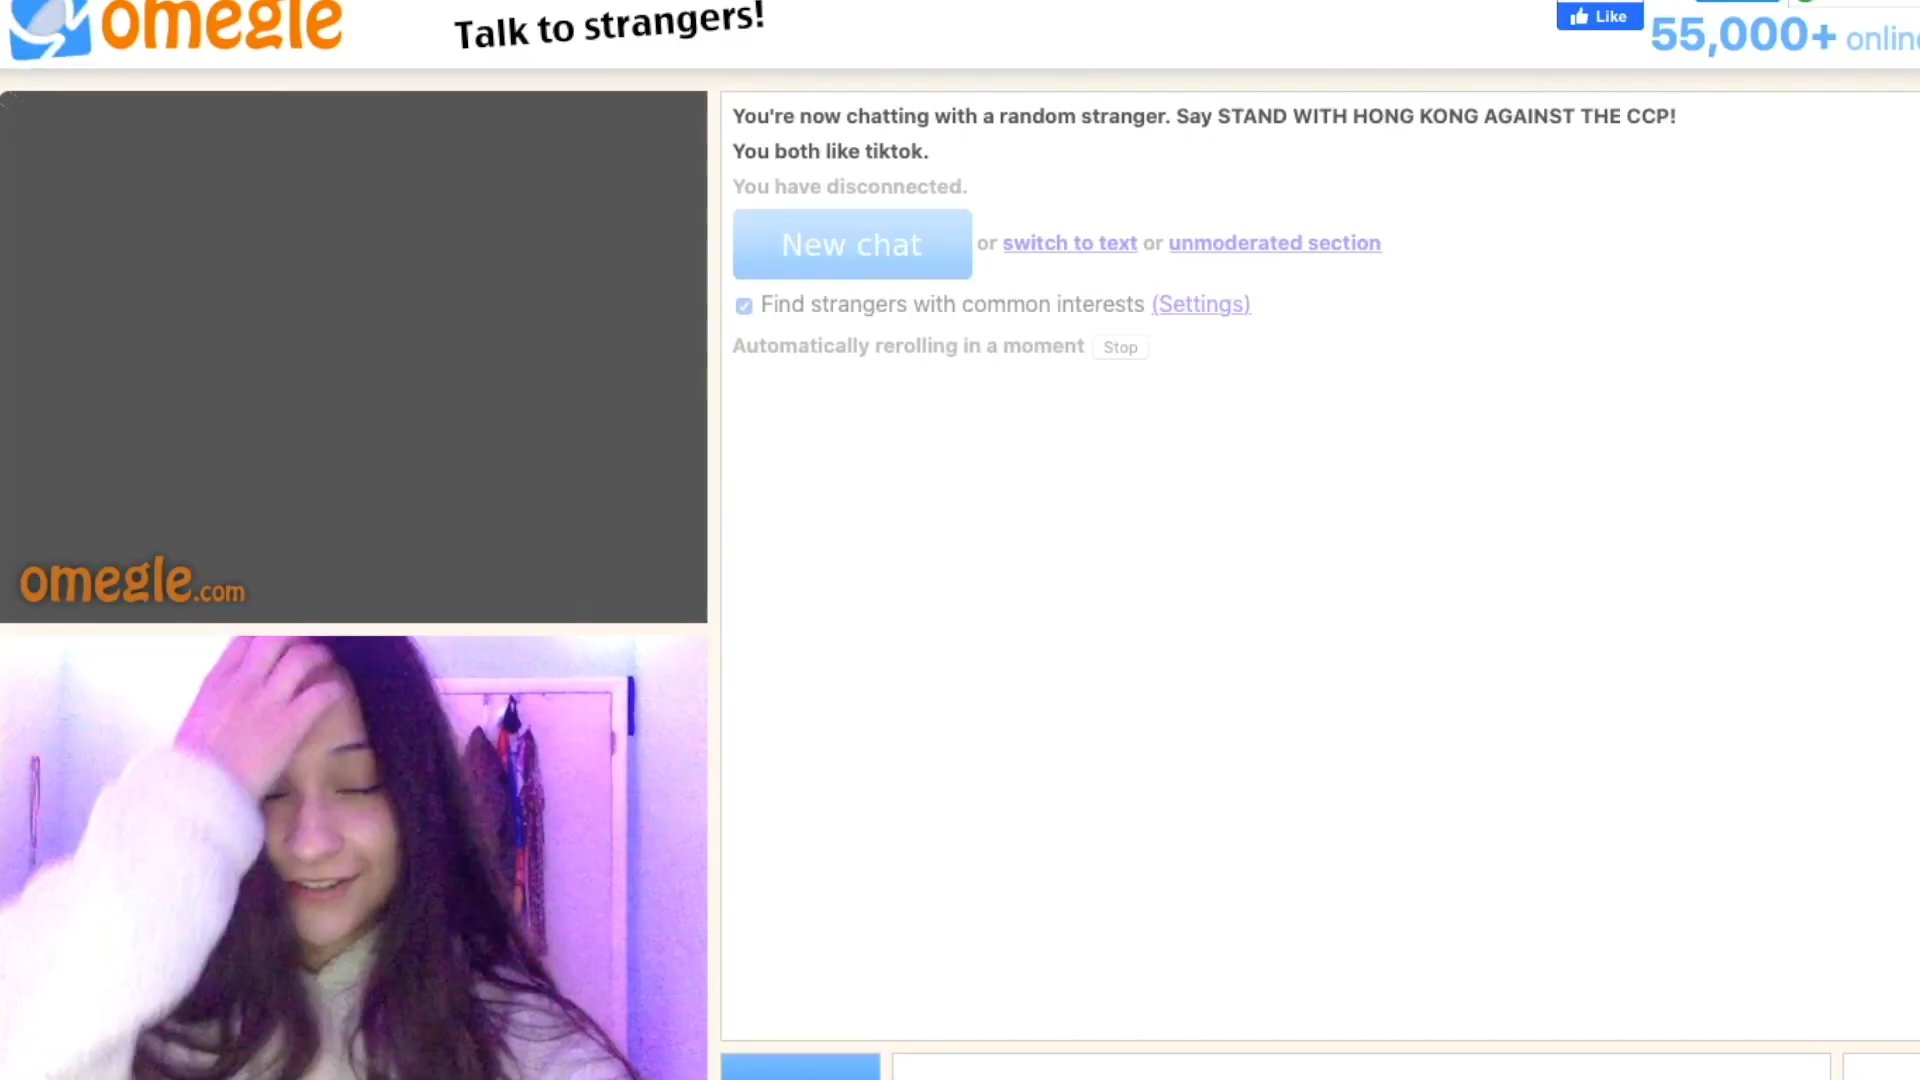 omegle
Talk to strangers!
Like
55,000+ online
You're now chatting with a random stranger. Say STAND WITH HONG KONG AGAINST THE CCP!
You both like tiktok.
You have disconnected.
New chat or switch to text or unmoderated section
Find strangers with common interests (Settings)
Automatically rerolling in a moment Stop
omegle.com